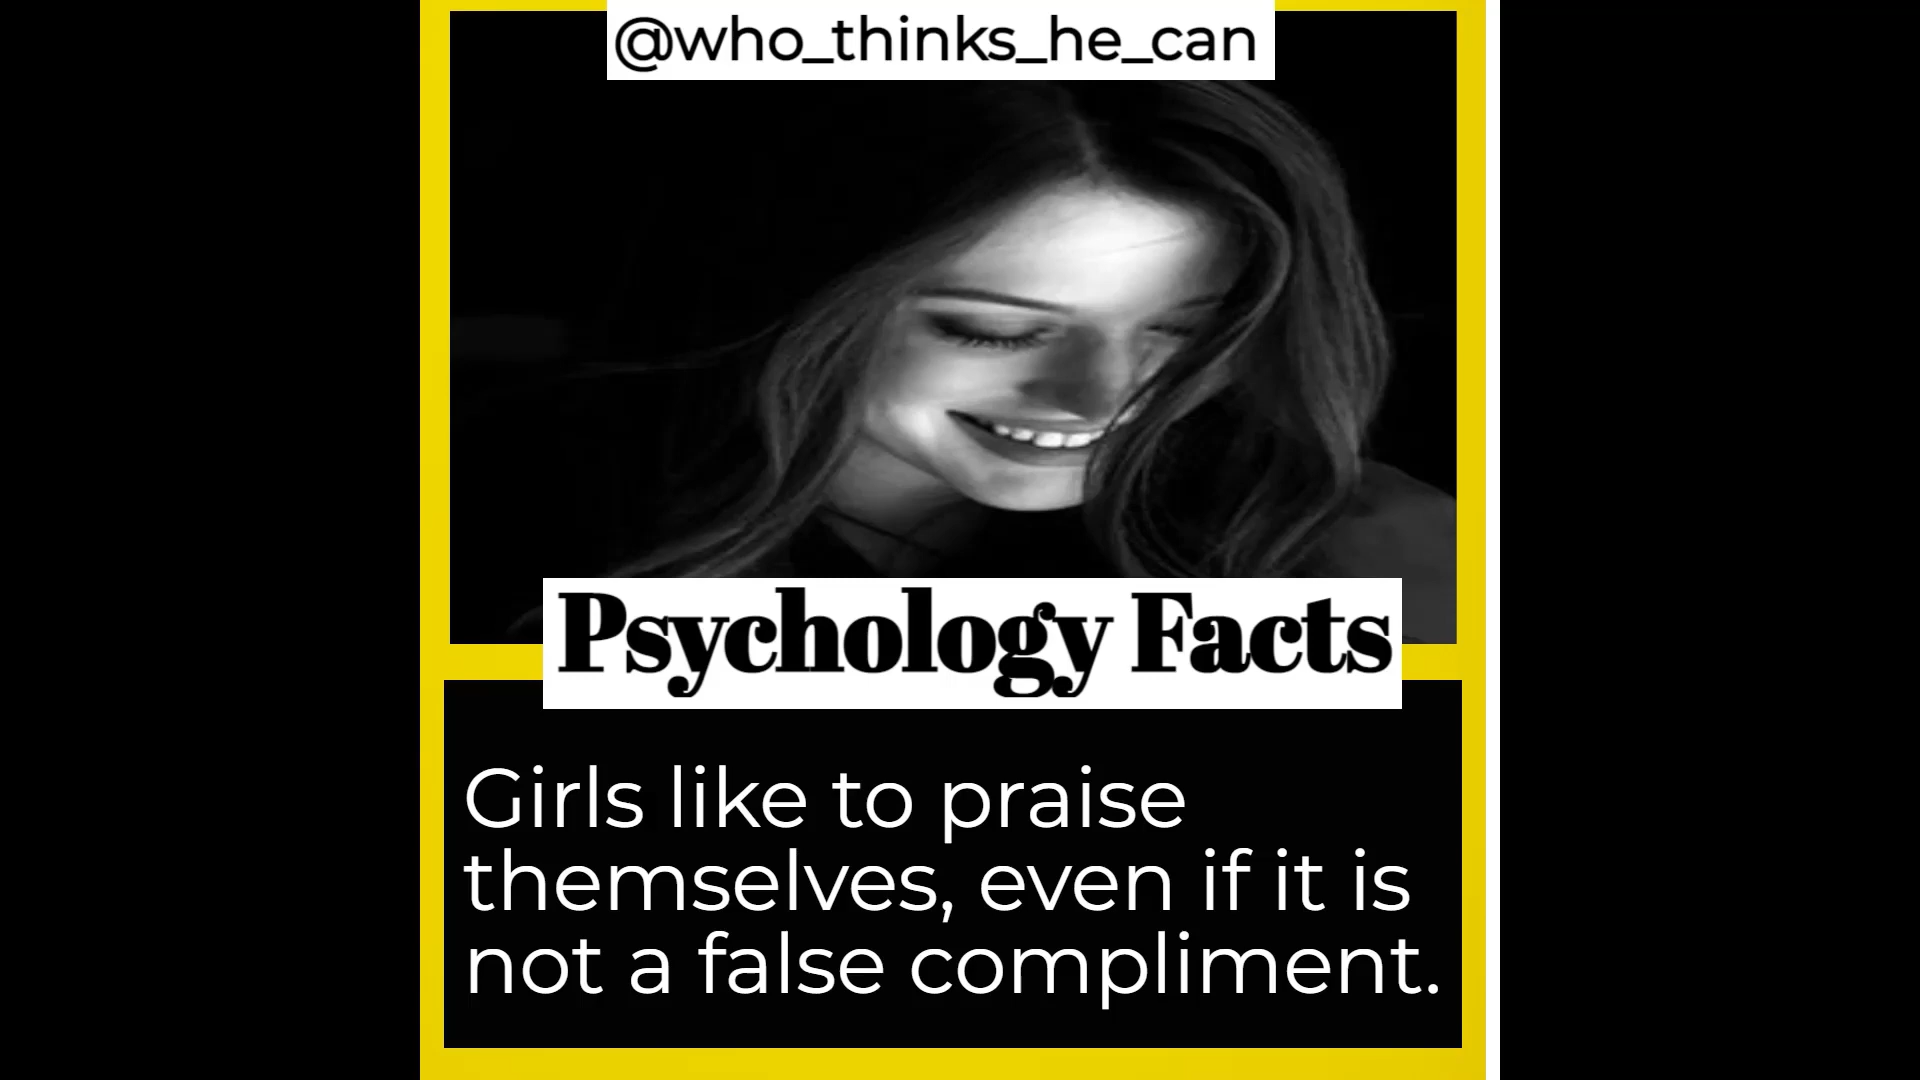 @who_thinks_he_can
Psychology Facts
Girls like to praise
themselves, even if it is
not a false compliment.